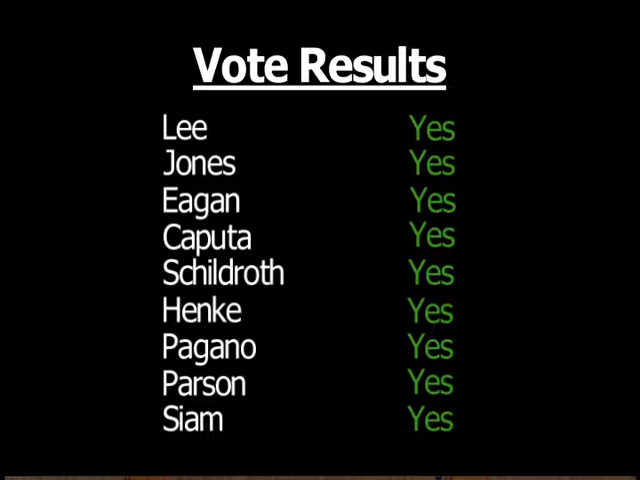 Vote Results
Lee Yes
Jones Yes
Eagan Yes
Caputa Yes
Schildroth Yes
Henke Yes
Pagano Yes
Parson Yes
Siam Yes